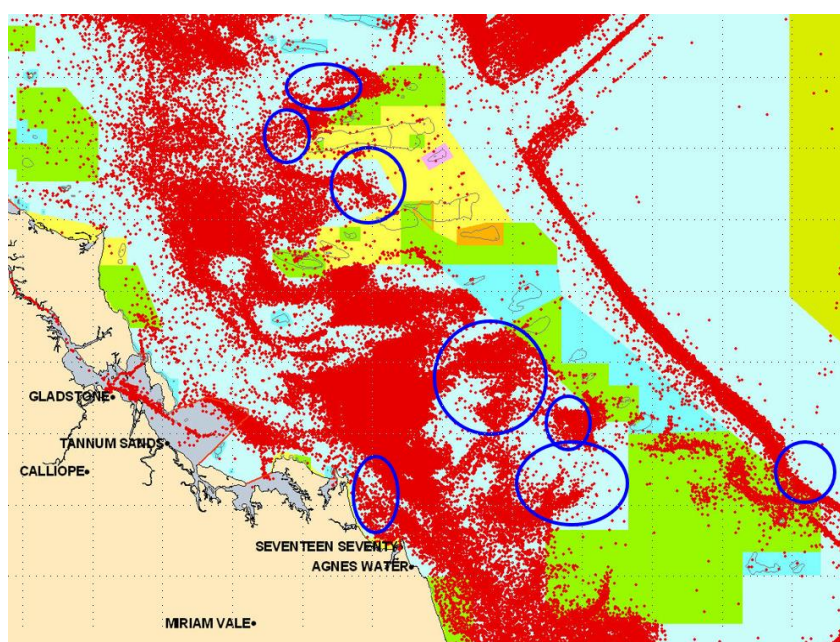 GLADSTONE
TANNUM SANDS
CALLIOPE
SEVENTEEN SEVENTY
AGNES WATER
MIRIAM VALE